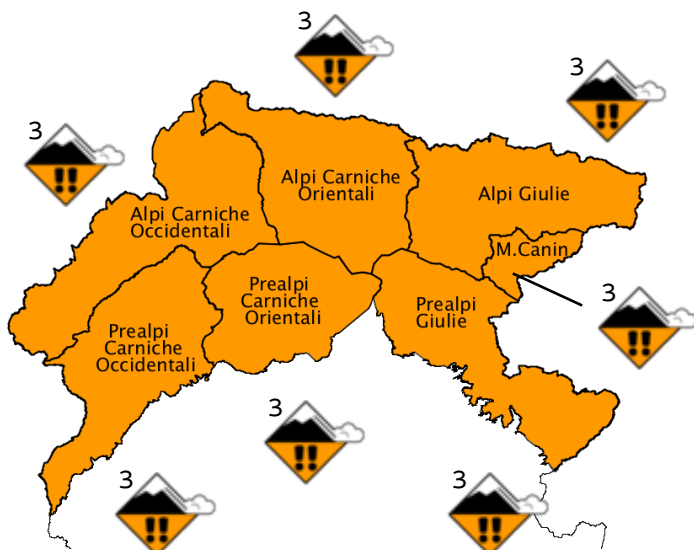 3
3
3
Alpi Carniche
Orientali
Alpi Giulie
Alpi Carniche
Occidentali
M.Canin
Prealpi
Carniche
Orientali
3
Prealpi
Giulie
Prealpi
Carniche
Occidentali
3
3
3
!!
!!
!!
!!
!!
!!
!!